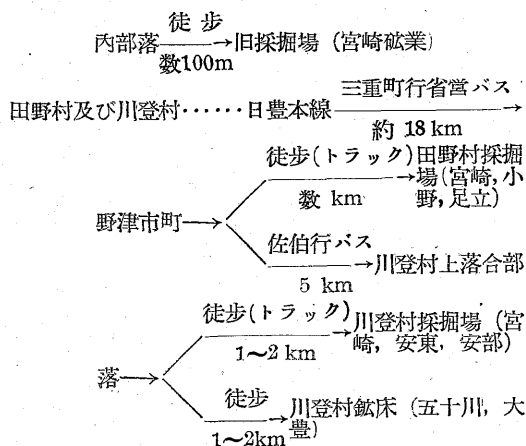 徒 歩
内部落→旧採掘場（宮崎砿業）
数100m
三重町行省営バス
田野村及び川登村……日豊本線→
約 18 km
徒歩(トラック)田野村採掘
→場(宮崎，小
数 km 野，足立)
野津市町→
佐伯行バス
→川登村上落合部
5 km
徒歩(トラック)川登村採掘場（宮
→崎，安東，安部）
1～2 km
落→
徒歩 川登村鉱床（五十川，大
→豊）
1～2km